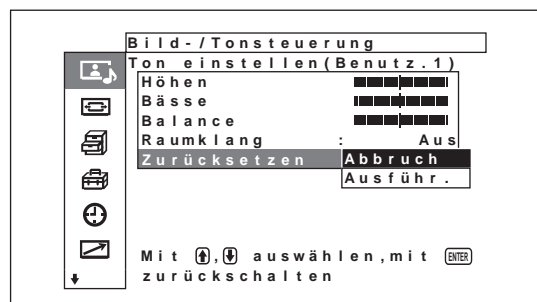 Bild-/Tonsteuerung
Ton einstellen(Benutz.1)
Höhen
Bässe
Balance
Raumklang : Aus
Zurücksetzen Abbruch
Ausführ.
Mit ↑,↓ auswählen,mit ENTER
zurückschalten